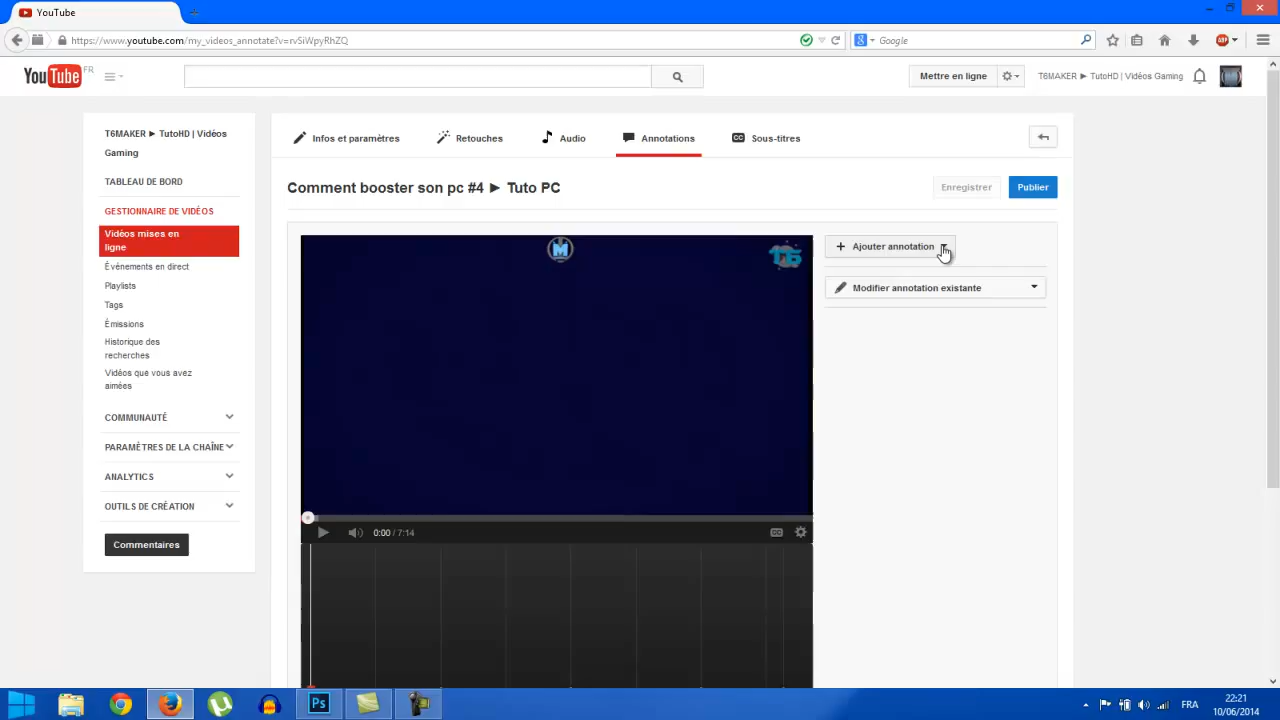 YouTube
https://www.youtube.com/my_videos_annotate?v=rvSiWpyRhZQ
Google
YouTube FR
Mettre en ligne
T6MAKER ► TutoHD | Vidéos Gaming
T6MAKER ► TutoHD | Vidéos
Gaming
TABLEAU DE BORD
GESTIONNAIRE DE VIDÉOS
Vidéos mises en
ligne
Événements en direct
Playlists
Tags
Émissions
Historique des
recherches
Vidéos que vous avez
aimées
COMMUNAUTÉ
PARAMÈTRES DE LA CHAÎNE
ANALYTICS
OUTILS DE CRÉATION
Commentaires
Infos et paramètres
Retouches
Audio
Annotations
CC Sous-titres
Comment booster son pc #4 ► Tuto PC
Enregistrer
Publier
M
T6
+ Ajouter annotation
Modifier annotation existante
0:00 / 7:14
CC
Ps
FRA
22:21
10/06/2014